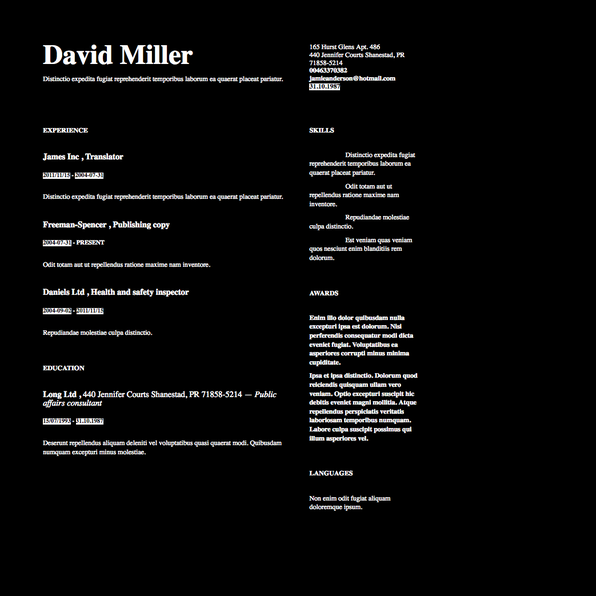 David Miller
Distinctio expedita fugiat reprehenderit temporibus laborum ea quaerat placeat pariatur.
165 Hurst Glens Apt. 486
440 Jennifer Courts Shanestad, PR
71858-5214
00463370382
jamieanderson@hotmail.com
31.10.1987
EXPERIENCE
James Inc , Translator
2011/11/15 - 2004-07-31
Distinctio expedita fugiat reprehenderit temporibus laborum ea quaerat placeat pariatur.
Freeman-Spencer , Publishing copy
2004-07-31 - PRESENT
Odit totam aut ut repellendus ratione maxime nam inventore.
Daniels Ltd , Health and safety inspector
2004-09-02 - 2011/11/15
Repudiandae molestiae culpa distinctio.
EDUCATION
Long Ltd , 440 Jennifer Courts Shanestad, PR 71858-5214 — Public
affairs consultant
15/07/1993 - 31.10.1987
Deserunt repellendus aliquam deleniti vel voluptatibus quasi quaerat modi. Quibusdam
numquam excepturi minus molestiae.
SKILLS
Distinctio expedita fugiat
reprehenderit temporibus laborum ea
quaerat placeat pariatur.
Odit totam aut ut
repellendus ratione maxime nam
inventore.
Repudiandae molestiae
culpa distinctio.
Est veniam quas veniam
quos nesciunt enim blanditiis rem
dolorum.
AWARDS
Enim illo dolor quibusdam nulla
excepturi ipsa est dolorum. Nisi
perferendis consequatur modi dicta
eveniet fugiat. Voluptatibus ea
asperiores corrupti minus minima
cupiditate.
Ipsa et ipsa distinctio. Dolorum quod
reiciendis quisquam ullam vero
veniam. Optio excepturi suscipit hic
debitis eveniet magni mollitia. Atque
repellendus perspiciatis veritatis
laboriosam temporibus numquam.
Labore culpa suscipit possimus qui
illum asperiores vel.
LANGUAGES
Non enim odit fugiat aliquam
doloremque ipsum.